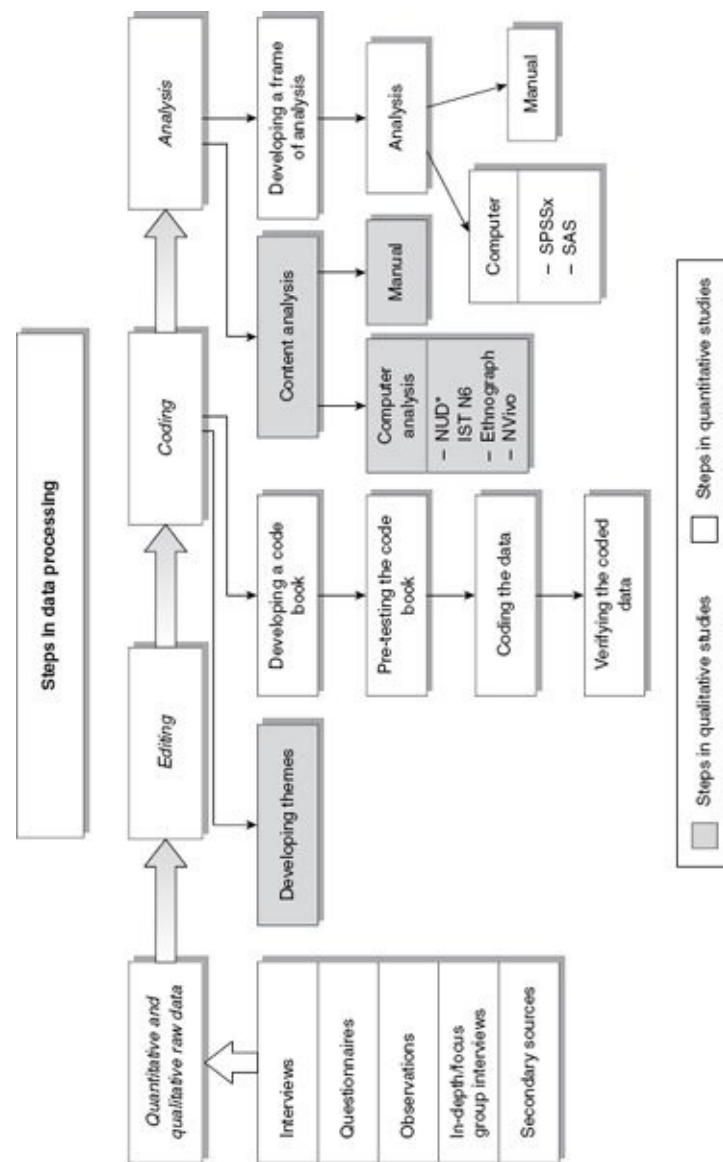 Steps in data processing
Quantitative and
qualitative raw data
Editing
Coding
Analysis
Interviews
Questionnaires
Observations
In-depth/focus
group interviews
Secondary sources
Developing themes
Developing a code
book
Pre-testing the code
book
Coding the data
Verifying the coded
data
Content analysis
Computer
analysis
– NUD*
IST N6
– Ethnograph
– NVivo
Manual
Developing a frame
of analysis
Analysis
Computer
– SPSSx
– SAS
Manual
Steps in qualitative studies
Steps in quantitative studies